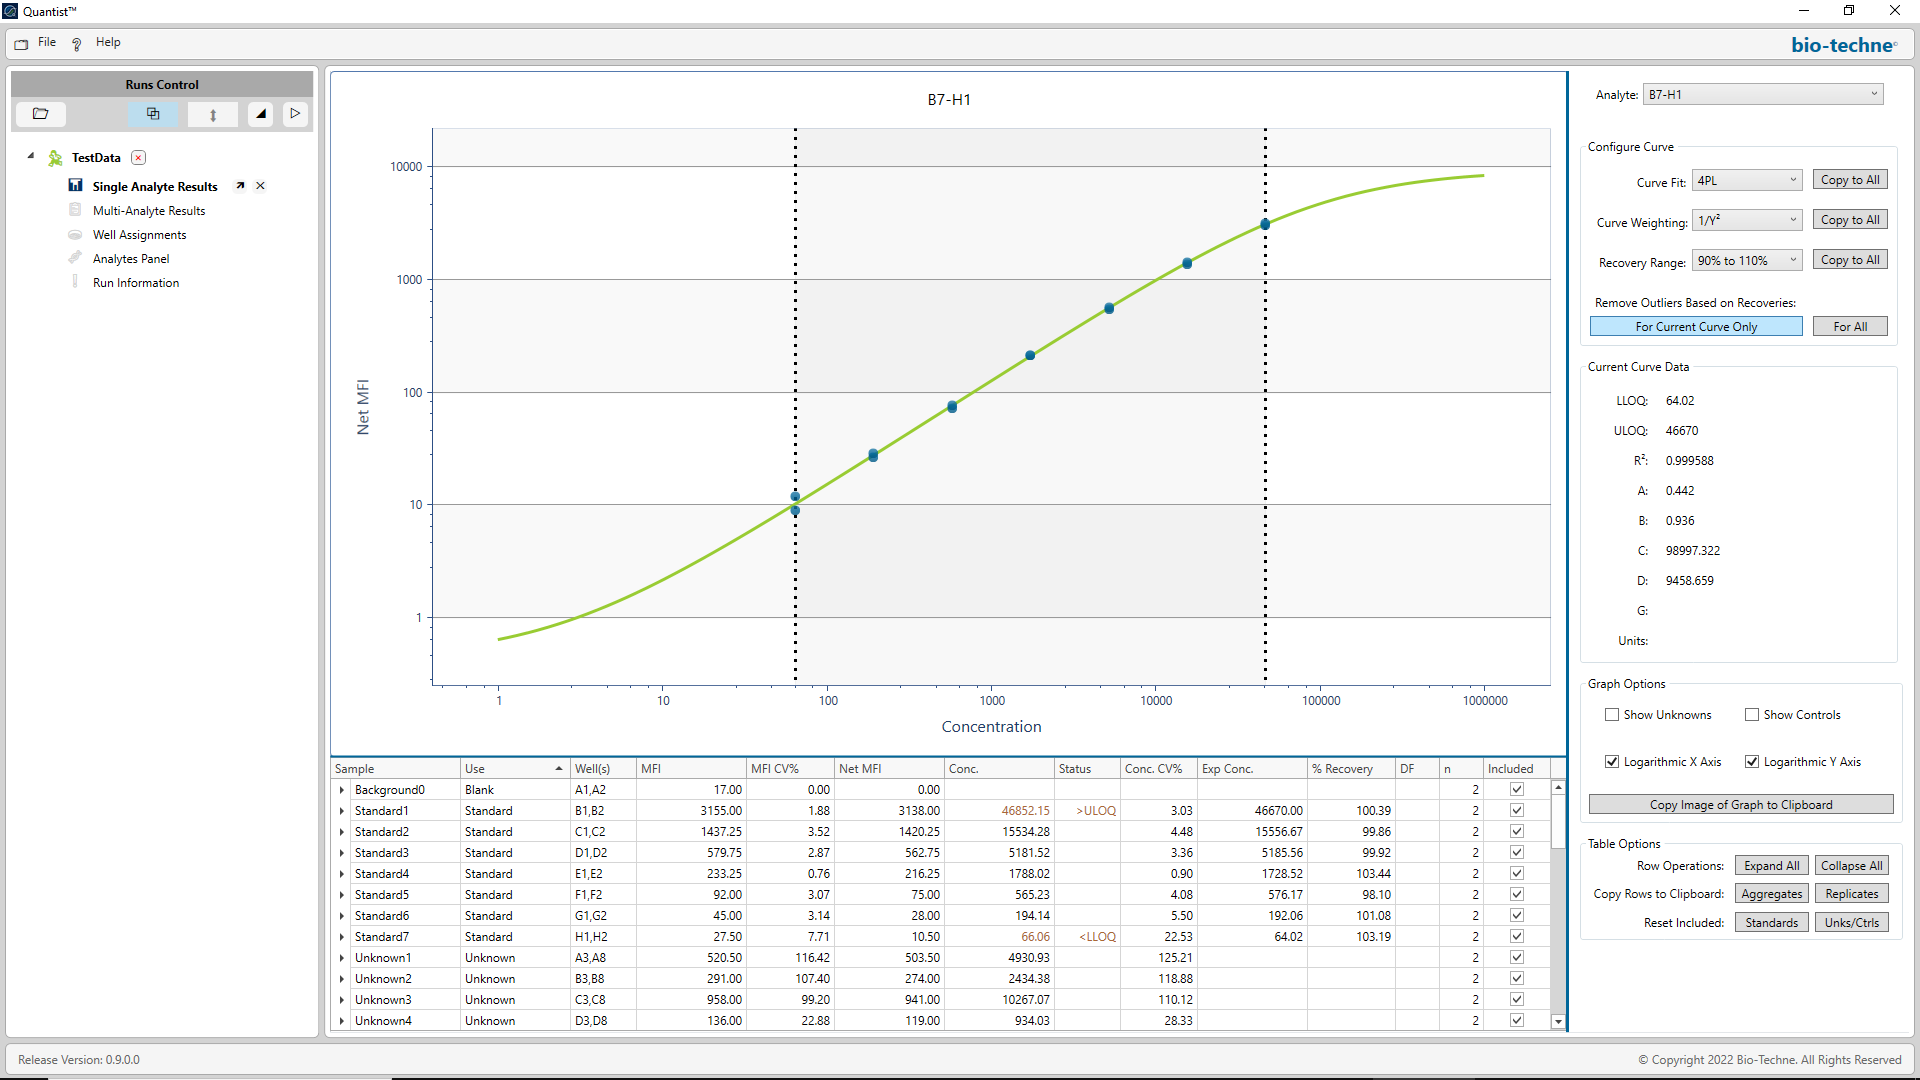 Quantist™
File
Help
bio-techne®
Runs Control
TestData
Single Analyte Results
Multi-Analyte Results
Well Assignments
Analytes Panel
Run Information
B7-H1
Net MFI
10000
1000
100
10
1
1 10 100 1000 10000 100000 1000000
Concentration
Sample Use Well(s) MFI MFI CV% Net MFI Conc. Status Conc. CV% Exp Conc. % Recovery DF n Included
Background0 Blank A1,A2 17.00 0.00 0.00 2
Standard1 Standard B1,B2 3155.00 1.88 3138.00 46852.15 >ULOQ 3.03 46670.00 100.39 2
Standard2 Standard C1,C2 1437.25 3.52 1420.25 15534.28 4.48 15556.67 99.86 2
Standard3 Standard D1,D2 579.75 2.87 562.75 5181.52 3.36 5185.56 99.92 2
Standard4 Standard E1,E2 233.25 0.76 216.25 1788.02 0.90 1728.52 103.44 2
Standard5 Standard F1,F2 92.00 3.07 75.00 565.23 4.08 576.17 98.10 2
Standard6 Standard G1,G2 45.00 3.14 28.00 194.14 5.50 192.06 101.08 2
Standard7 Standard H1,H2 27.50 7.71 10.50 66.06 <LLOQ 22.53 64.02 103.19 2
Unknown1 Unknown A3,A8 520.50 116.42 503.50 4930.93 125.21 2
Unknown2 Unknown B3,B8 291.00 107.40 274.00 2434.38 118.88 2
Unknown3 Unknown C3,C8 958.00 99.20 941.00 10267.07 110.12 2
Unknown4 Unknown D3,D8 136.00 22.88 119.00 934.03 28.33 2
Analyte: B7-H1
Configure Curve
Curve Fit: 4PL Copy to All
Curve Weighting: 1/Y² Copy to All
Recovery Range: 90% to 110% Copy to All
Remove Outliers Based on Recoveries:
For Current Curve Only For All
Current Curve Data
LLOQ: 64.02
ULOQ: 46670
R²: 0.999588
A: 0.442
B: 0.936
C: 98997.322
D: 9458.659
G:
Units:
Graph Options
Show Unknowns Show Controls
Logarithmic X Axis Logarithmic Y Axis
Copy Image of Graph to Clipboard
Table Options
Row Operations: Expand All Collapse All
Copy Rows to Clipboard: Aggregates Replicates
Reset Included: Standards Unks/Ctrls
Release Version: 0.9.0.0
© Copyright 2022 Bio-Techne. All Rights Reserved